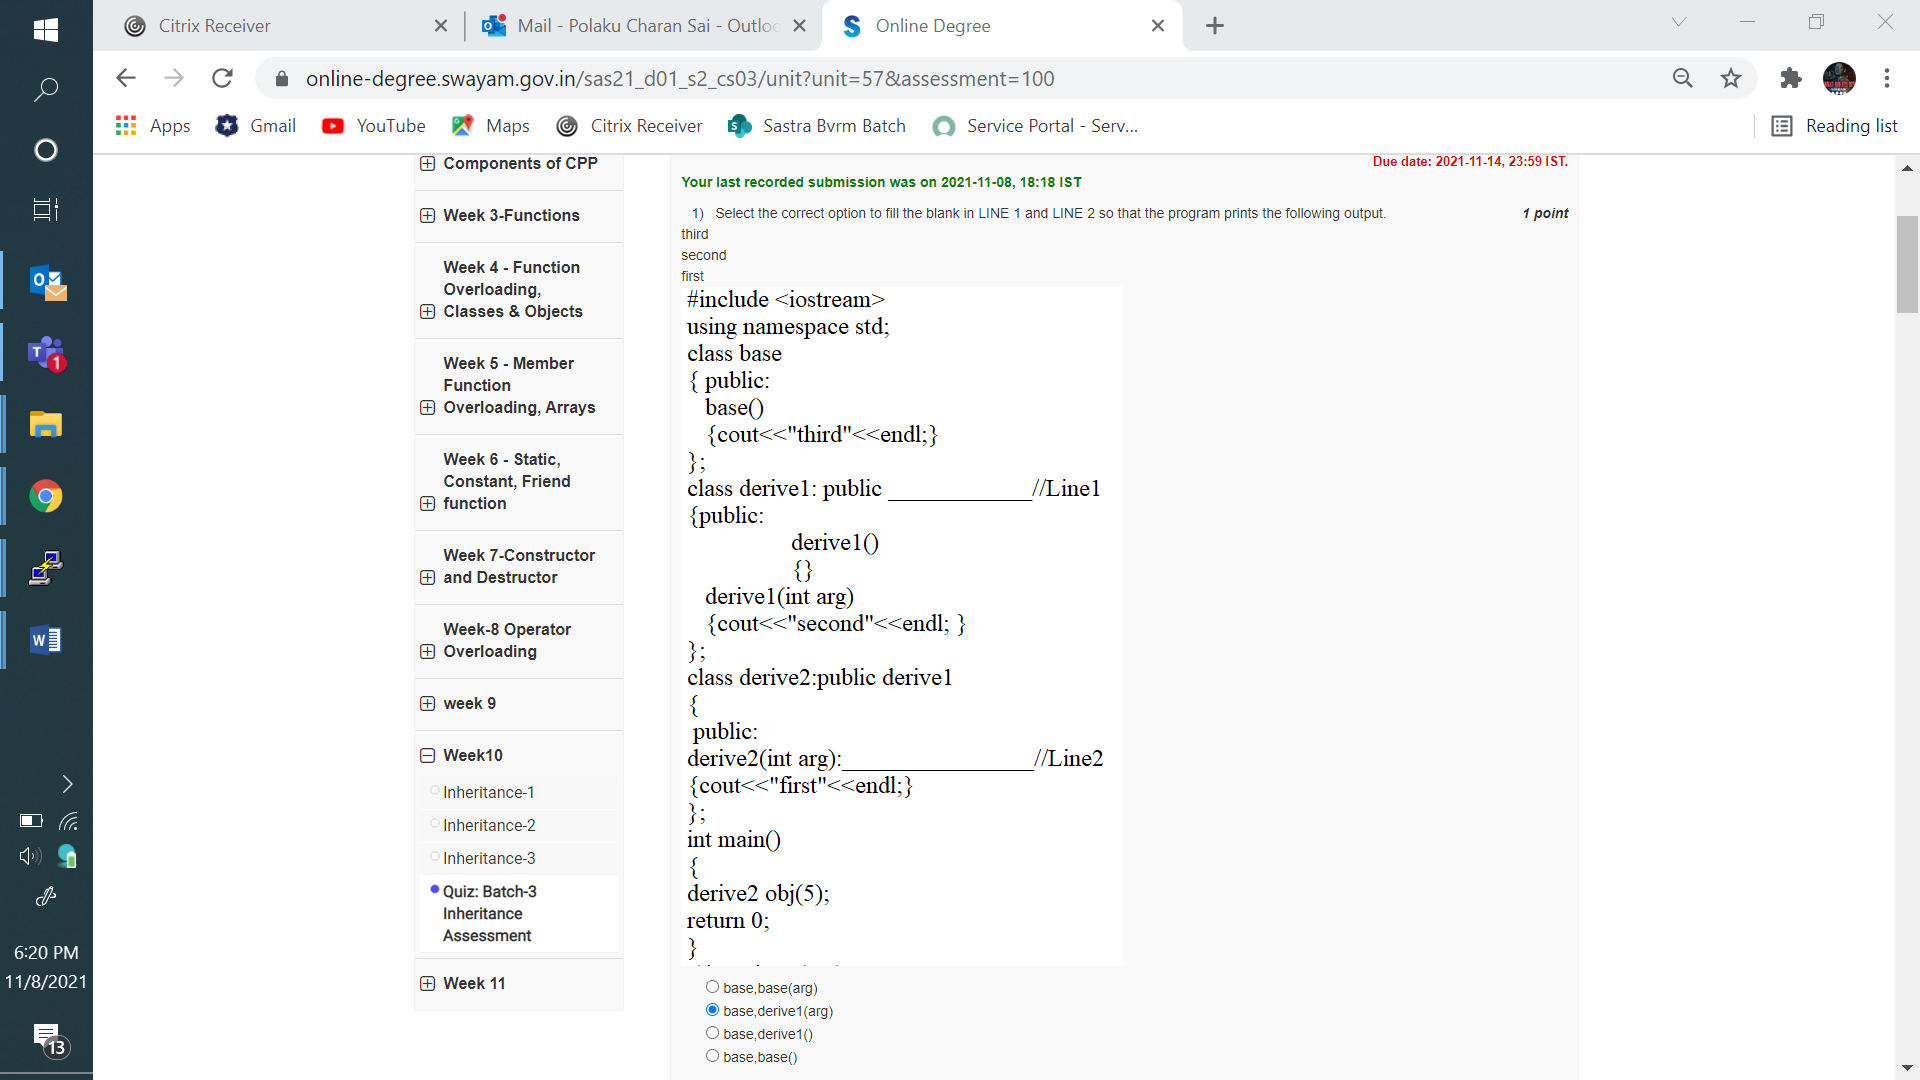 Citrix Receiver
Mail - Polaku Charan Sai - Outloo
Online Degree
online-degree.swayam.gov.in/sas21_d01_s2_cs03/unit?unit=57&assessment=100
Apps
Gmail
YouTube
Maps
Citrix Receiver
Sastra Bvrm Batch
Service Portal - Serv...
Reading list
Components of CPP
Week 3-Functions
Week 4 - Function
Overloading,
Classes & Objects
Week 5 - Member
Function
Overloading, Arrays
Week 6 - Static,
Constant, Friend
function
Week 7-Constructor
and Destructor
Week-8 Operator
Overloading
week 9
Week10
Inheritance-1
Inheritance-2
Inheritance-3
Quiz: Batch-3
Inheritance
Assessment
Week 11
Due date: 2021-11-14, 23:59 IST.
Your last recorded submission was on 2021-11-08, 18:18 IST
1) Select the correct option to fill the blank in LINE 1 and LINE 2 so that the program prints the following output.
1 point
third
second
first
#include <iostream>
using namespace std;
class base
{ public:
base()
{cout<<"third"<<endl;}
};
class derive1: public ____________//Line1
{public:
derive1()
{}
derive1(int arg)
{cout<<"second"<<endl; }
};
class derive2:public derive1
{
public:
derive2(int arg):________________//Line2
{cout<<"first"<<endl;}
};
int main()
{
derive2 obj(5);
return 0;
}
base,base(arg)
base,derive1(arg)
base,derive1()
base,base()
1
6:20 PM
11/8/2021
13